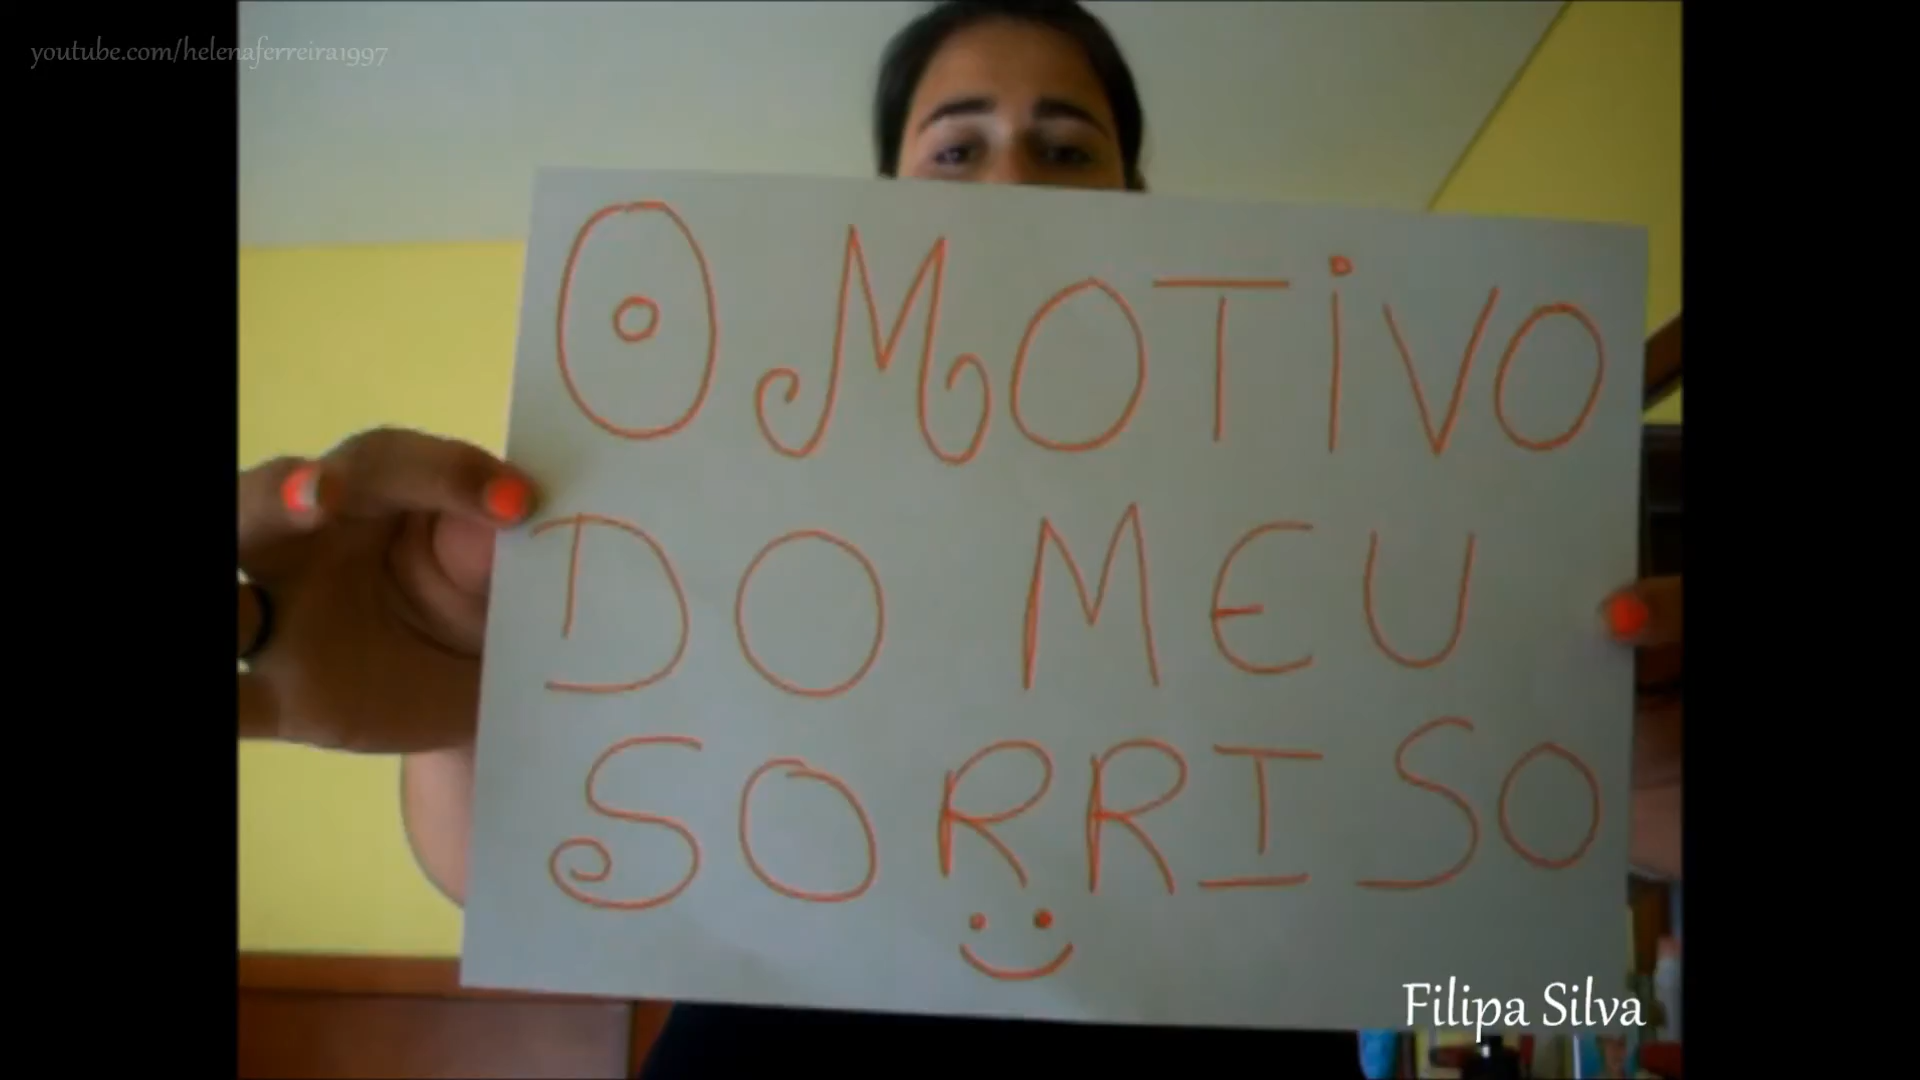 youtube.com/helenaferreira1997
O MOTiVO
DO MEU
SORRISO
Filipa Silva